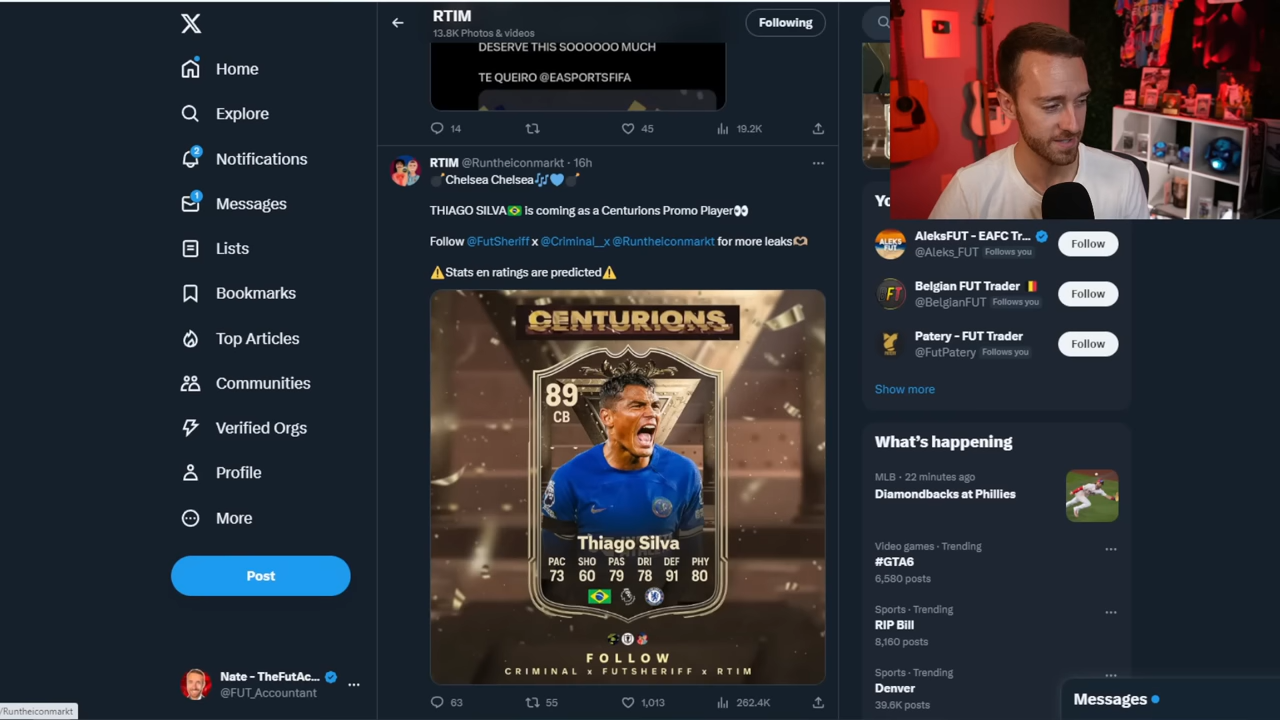 RTIM
13.8K Photos & videos
Following
Home
Explore
2
Notifications
1
Messages
Lists
Bookmarks
Top Articles
Communities
Verified Orgs
Profile
More
Post
Nate - TheFutAc...
@FUT_Accountant
/Runtheiconmarkt
DESERVE THIS SOOOOOO MUCH
TE QUEIRO @EASPORTSFIFA
14
45
19.2K
RTIM @Runtheiconmarkt · 16h
💣Chelsea Chelsea🎶💙💣
THIAGO SILVA🇧🇷 is coming as a Centurions Promo Player👀
Follow @FutSheriff x @Criminal__x @Runtheiconmarkt for more leaks🫶🏽
⚠️Stats en ratings are predicted⚠️
CENTURIONS
89
CB
Thiago Silva
PAC SHO PAS DRI DEF PHY
73 60 79 78 91 80
FOLLOW
CRIMINAL x FUTSHERIFF x RTIM
63
55
1,013
262.4K
Yo
AleksFUT - EAFC Tr...
@Aleks_FUT Follows you
Follow
Belgian FUT Trader 🇧🇪
@BelgianFUT Follows you
Follow
Patery - FUT Trader
@FutPatery Follows you
Follow
Show more
What's happening
MLB · 22 minutes ago
Diamondbacks at Phillies
Video games · Trending
#GTA6
6,580 posts
Sports · Trending
RIP Bill
8,160 posts
Sports · Trending
Denver
39.6K posts
Messages